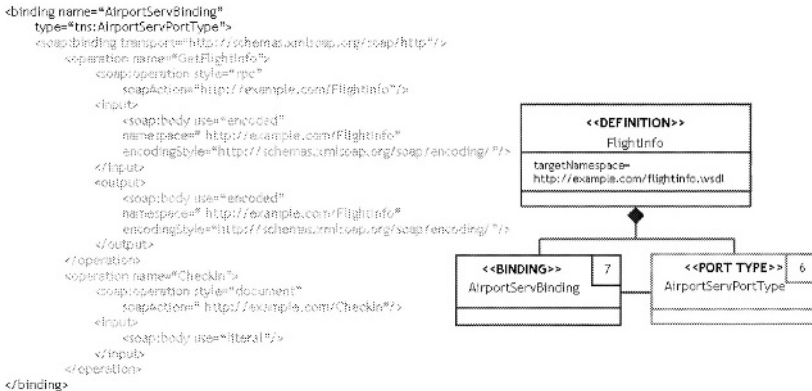 <binding name="AirportServBinding"
type="tns:AirportServPortType">
<soap:binding transport="http://schemas.xmlsoap.org/soap/http"/>
<operation name="GetFlightInfo">
<soap:operation style="rpc"
soapAction="http://example.com/FlightInfo"/>
<input>
<soap:body use="encoded"
namespace=" http://example.com/FlightInfo"
encodingStyle="http://schemas.xmlsoap.org/soap/encoding/"/>
</input>
<output>
<soap:body use="encoded"
namespace=" http://example.com/FlightInfo"
encodingStyle="http://schemas.xmlsoap.org/soap/encoding/"/>
</output>
</operation>
<operation name="CheckIn">
<soap:operation style="document"
soapAction=" http://example.com/CheckIn"/>
<input>
<soap:body use="literal"/>
</input>
</operation>
</binding>
<<DEFINITION>>
FlightInfo
targetNamespace=
http://example.com/flightinfo.wsdl
<<BINDING>> 7
AirportServBinding
<<PORT TYPE>> 6
AirportServPortType